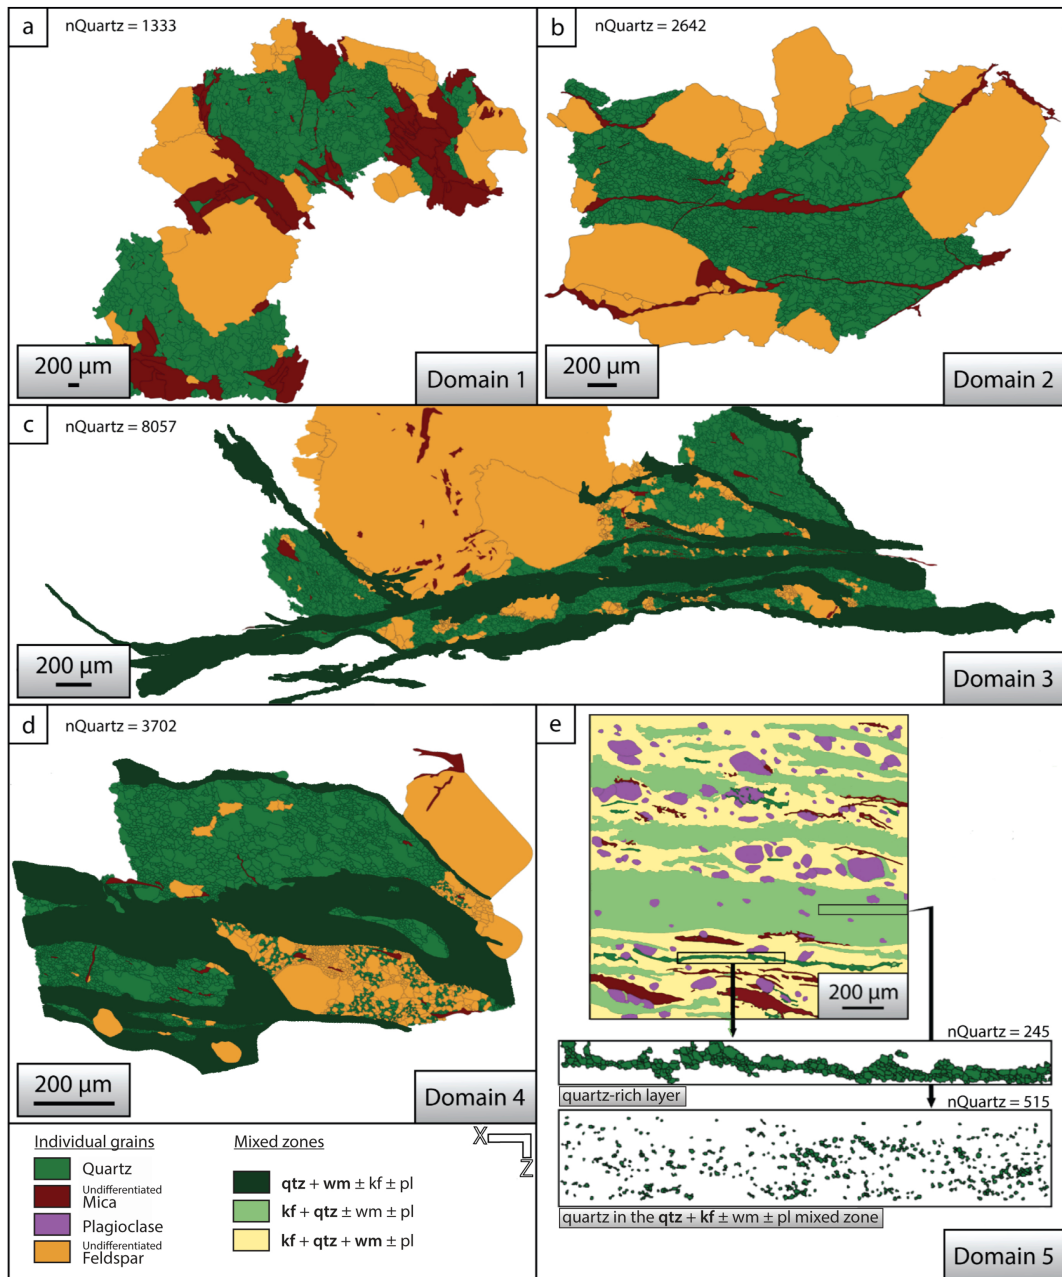 a
nQuartz = 1333
200 µm
Domain 1
b
nQuartz = 2642
200 µm
Domain 2
c
nQuartz = 8057
200 µm
Domain 3
d
nQuartz = 3702
200 µm
Domain 4
e
200 µm
nQuartz = 245
quartz-rich layer
nQuartz = 515
quartz in the qtz + kf ± wm ± pl mixed zone
Domain 5
X
Z
Individual grains
Quartz
Undifferentiated
Mica
Plagioclase
Undifferentiated
Feldspar
Mixed zones
qtz + wm ± kf ± pl
kf + qtz ± wm ± pl
kf + qtz + wm ± pl